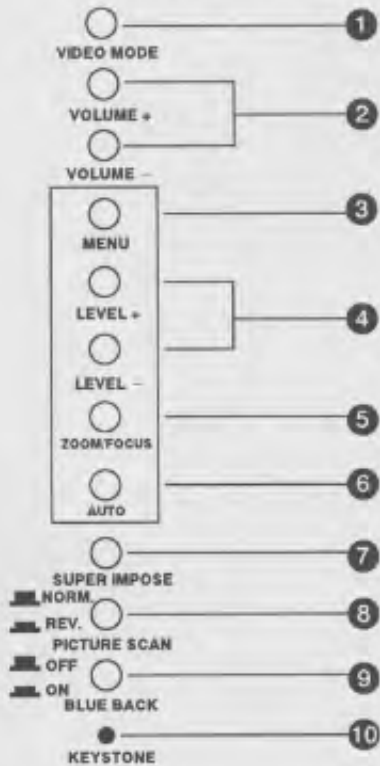 1
VIDEO MODE
2
VOLUME +
VOLUME −
3
MENU
LEVEL +
4
LEVEL −
5
ZOOM/FOCUS
6
AUTO
7
SUPER IMPOSE
NORM.
8
REV.
PICTURE SCAN
OFF
9
ON
BLUE BACK
10
KEYSTONE